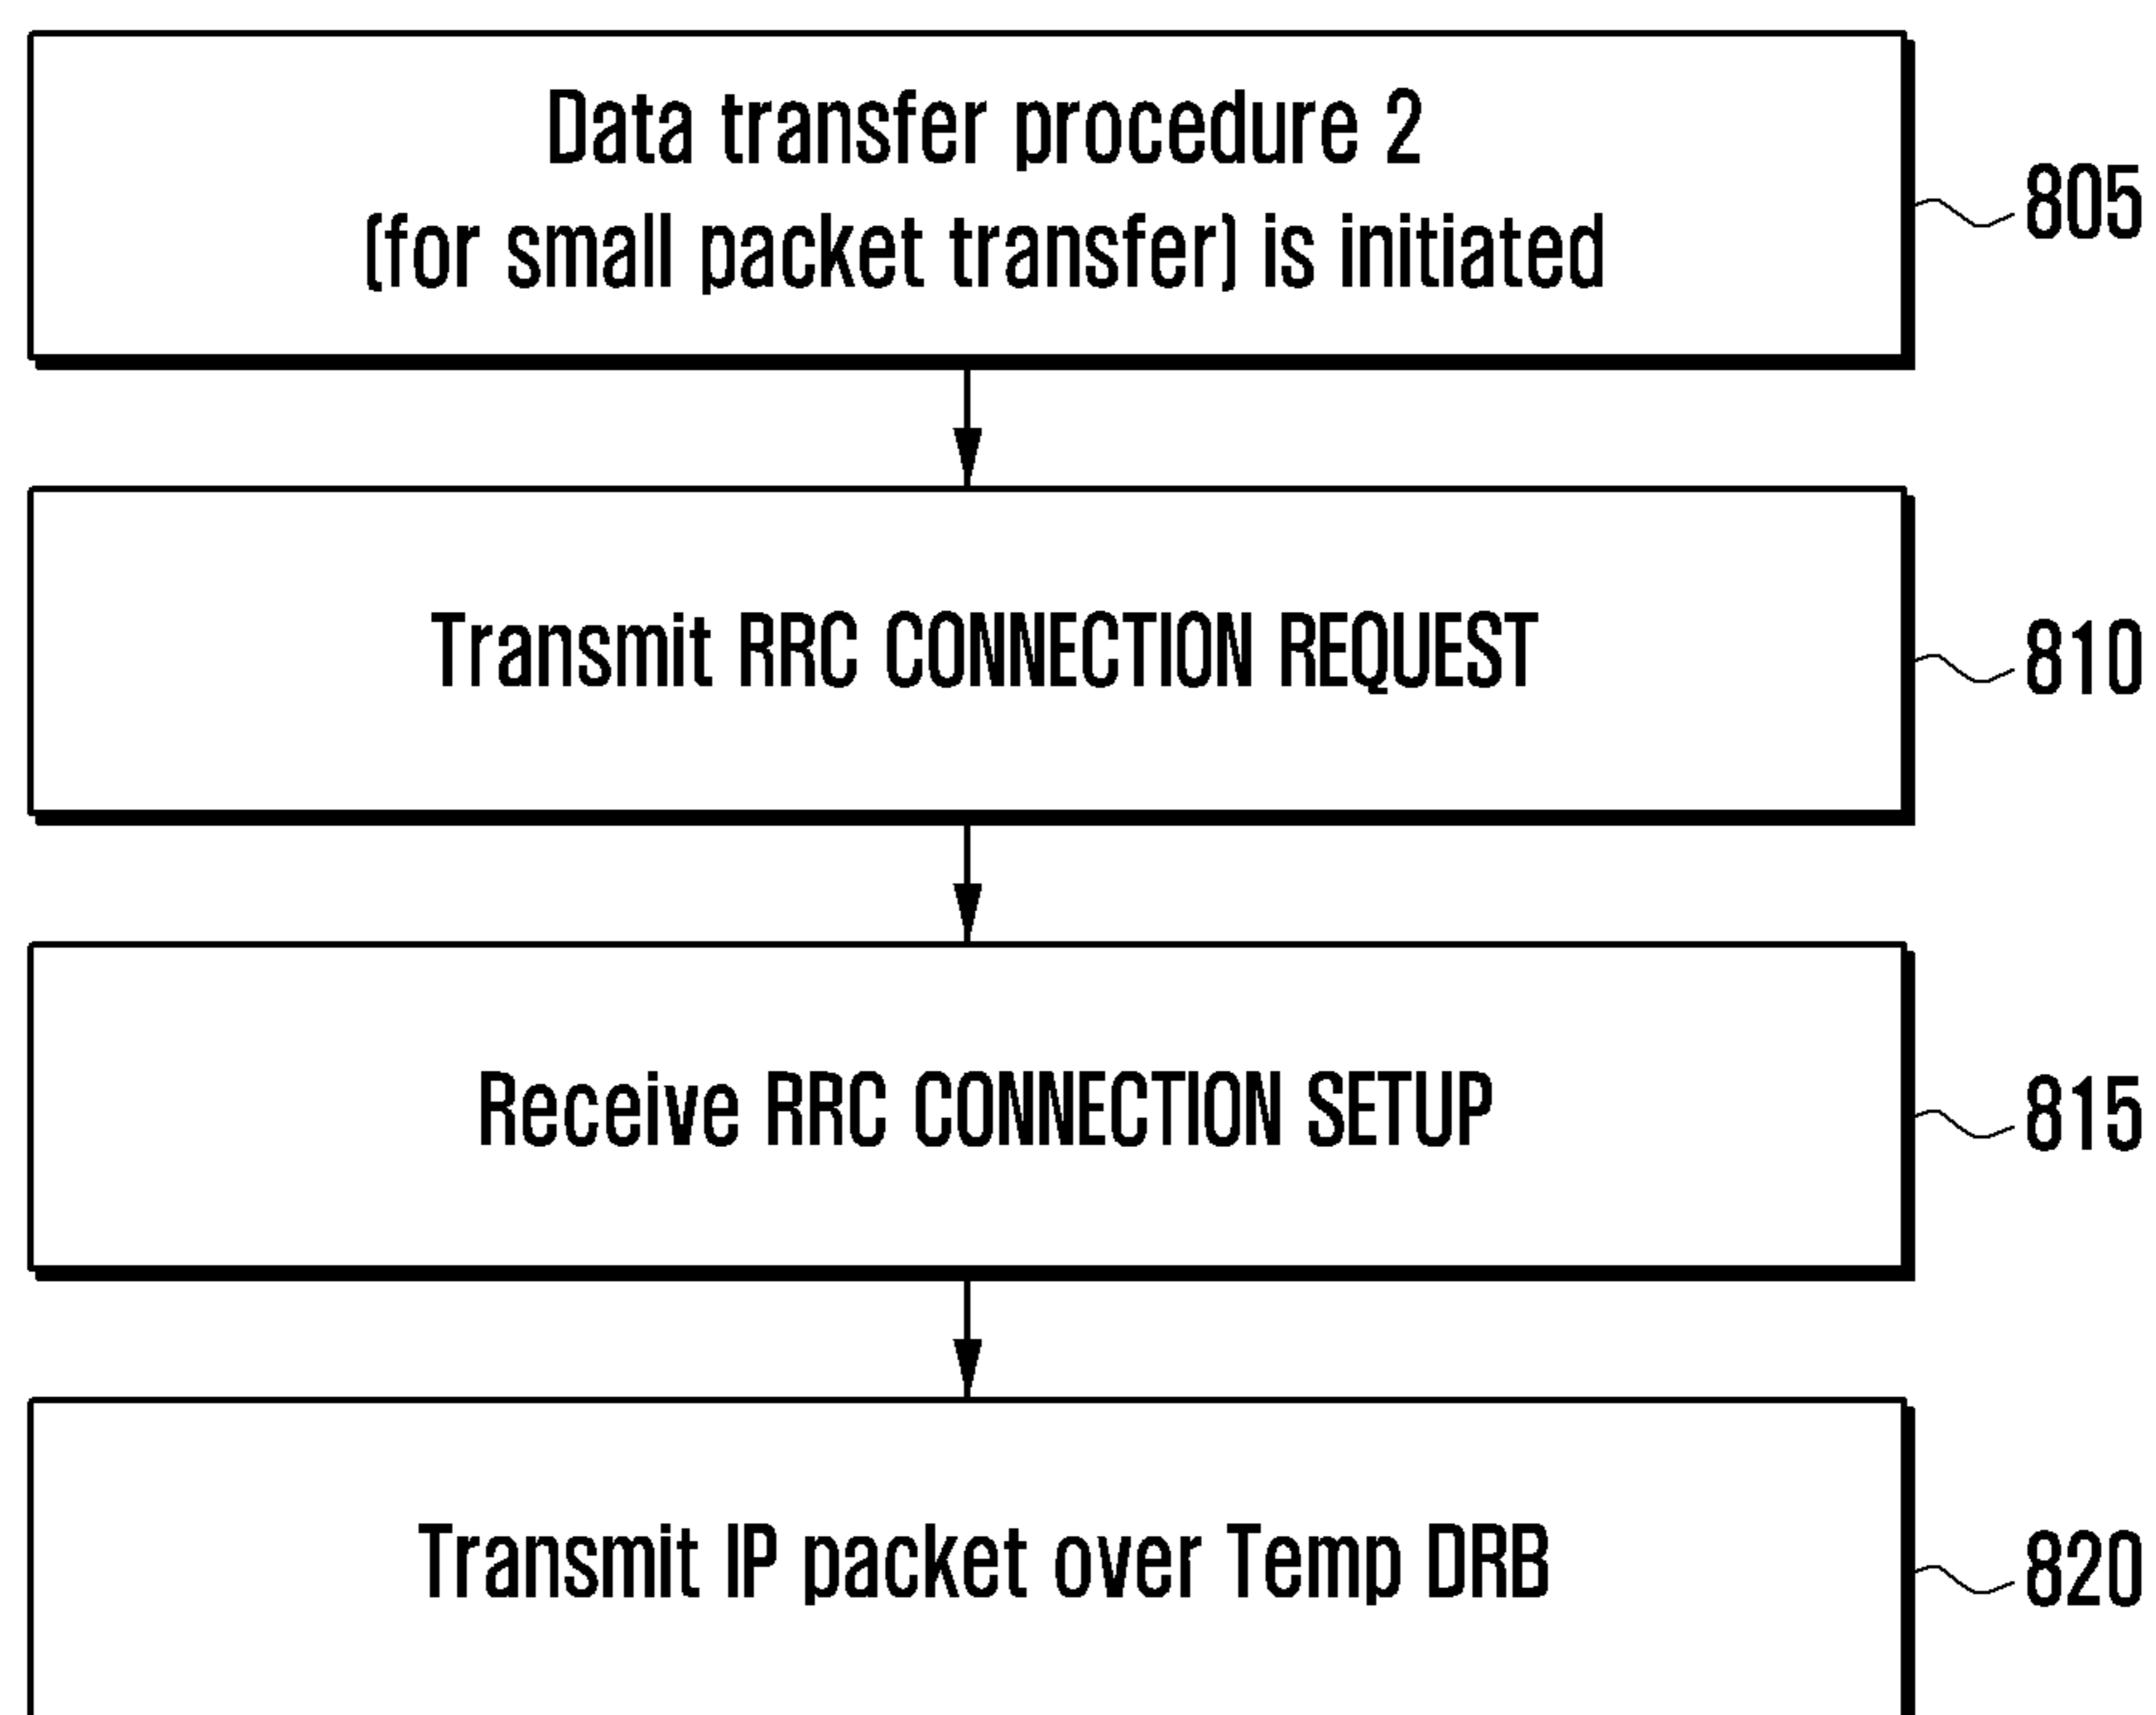 Data transfer procedure 2
(for small packet transfer) is initiated
805
Transmit RRC CONNECTION REQUEST
810
Receive RRC CONNECTION SETUP
815
Transmit IP packet over Temp DRB
820